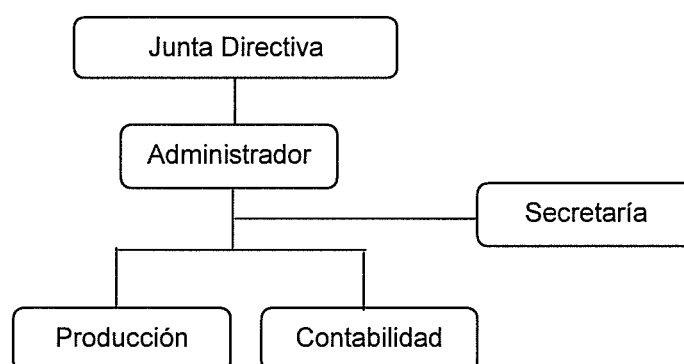 Junta Directiva
Administrador
Secretaría
Producción
Contabilidad